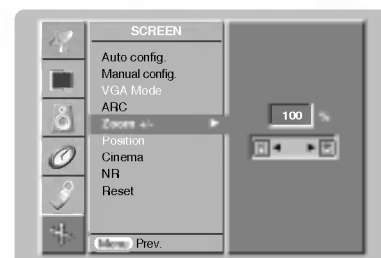 SCREEN
Auto config.
Manual config.
VGA Mode
ARC
Zoom +/-
Position
Cinema
NR
Reset
100 %
Menu Prev.